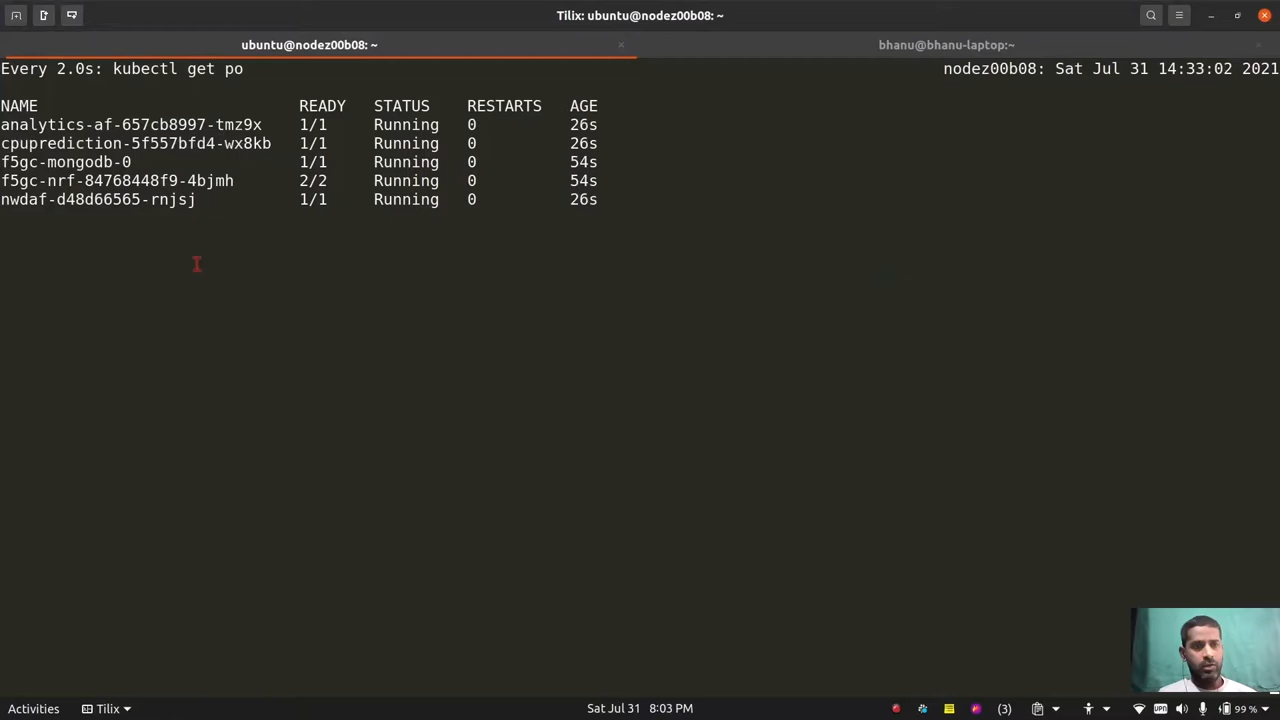 Tilix: ubuntu@nodez00b08: ~
ubuntu@nodez00b08: ~
bhanu@bhanu-laptop:~
Every 2.0s: kubectl get po nodez00b08: Sat Jul 31 14:33:02 2021
NAME READY STATUS RESTARTS AGE
analytics-af-657cb8997-tmz9x 1/1 Running 0 26s
cpuprediction-5f557bfd4-wx8kb 1/1 Running 0 26s
f5gc-mongodb-0 1/1 Running 0 54s
f5gc-nrf-84768448f9-4bjmh 2/2 Running 0 54s
nwdaf-d48d66565-rnjsj 1/1 Running 0 26s
Activities Tilix Sat Jul 31 8:03 PM (3) UPN 99 %